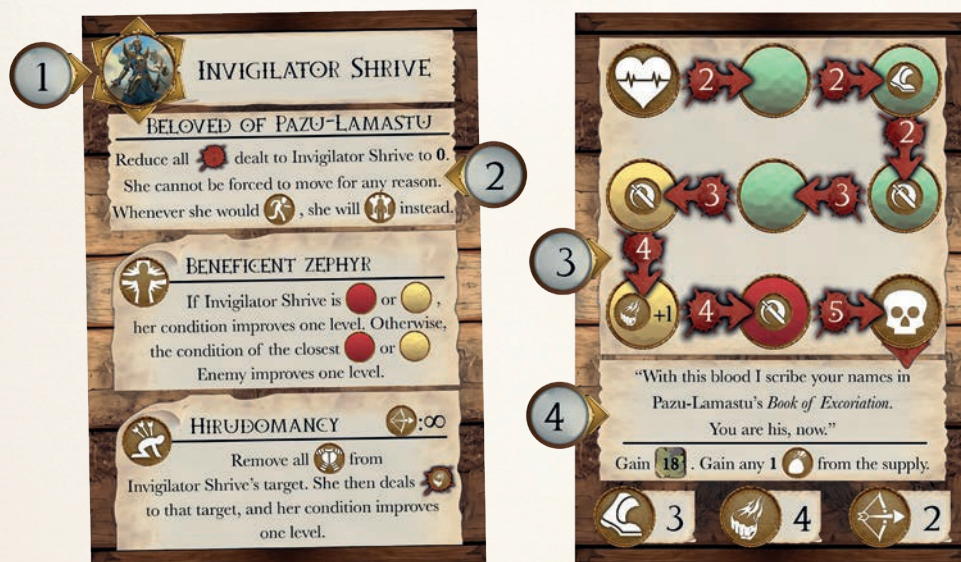 1
INVIGILATOR SHRIVE
BELOVED OF PAZU-LAMASTU
Reduce all dealt to Invigilator Shrive to 0.
She cannot be forced to move for any reason.
Whenever she would , she will instead.
2
BENEFICENT ZEPHYR
If Invigilator Shrive is or ,
her condition improves one level. Otherwise,
the condition of the closest or
Enemy improves one level.
HIRUDOMANCY :∞
Remove all from
Invigilator Shrive's target. She then deals
to that target, and her condition improves
one level.
2 2
2
3 3
3
4
+1 4 5
4
“With this blood I scribe your names in
Pazu-Lamastu's Book of Excoriation.
You are his, now.”
Gain 18 . Gain any 1 from the supply.
3 4 2